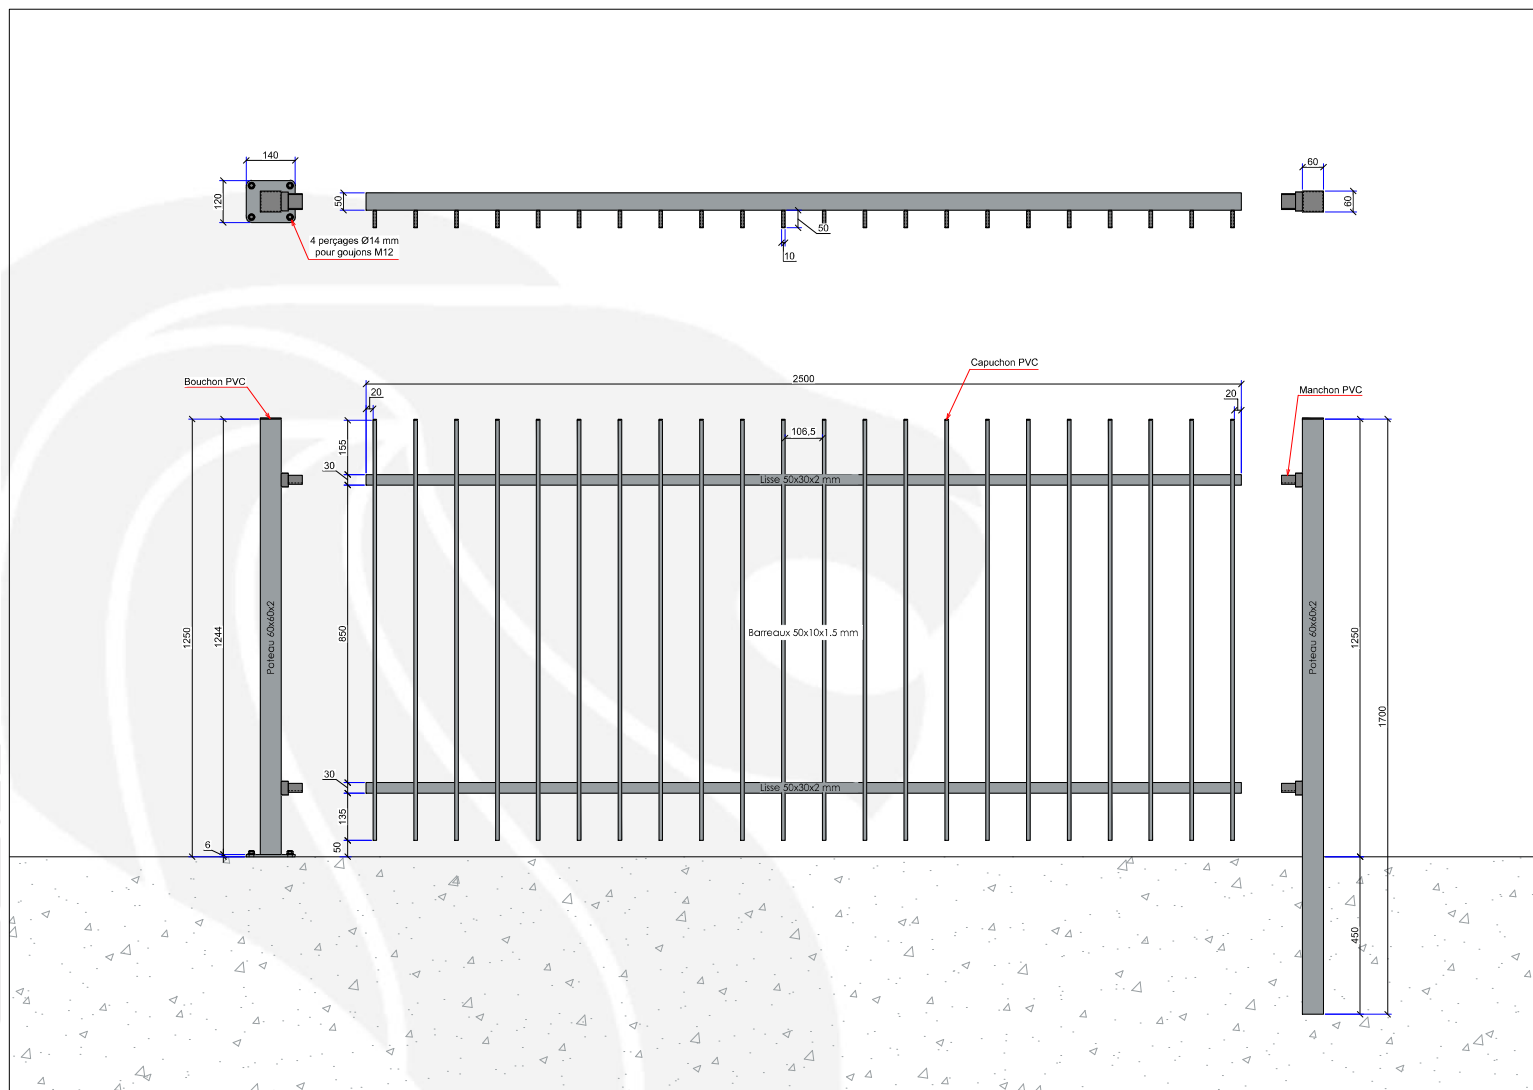 140
120
4 perçages Ø14 mm
pour goujons M12
50
50
10
60
60
Bouchon PVC
Capuchon PVC
Manchon PVC
2500
20
20
155
30
106,5
Lisse 50x30x2 mm
1250
1244
Poteau 60x60x2
850
Barreaux 50x10x1.5 mm
Poteau 60x60x2
1250
1700
30
Lisse 50x30x2 mm
135
6
50
450